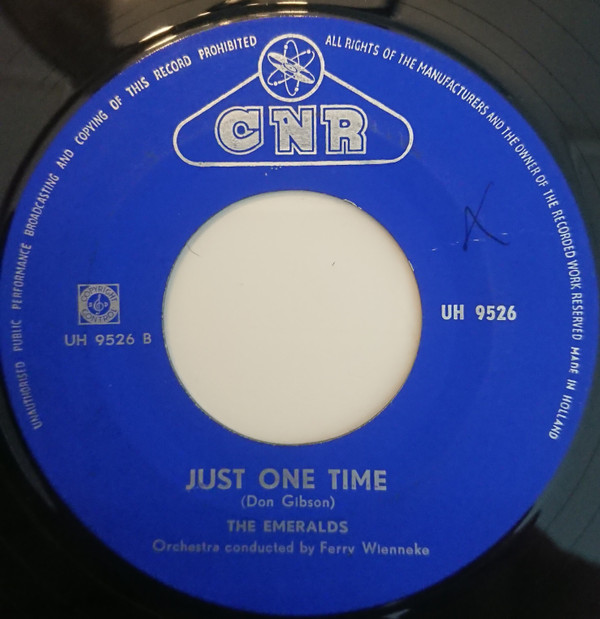 UNAUTHORISED PUBLIC PERFORMANCE BROADCASTING AND COPYING OF THIS RECORD PROHIBITED
ALL RIGHTS OF THE MANUFACTURERS AND THE OWNER OF THE RECORDED WORK RESERVED MADE IN HOLLAND
CNR
COPYRIGHT
UH 9526 B
UH 9526
JUST ONE TIME
(Don Gibson)
THE EMERALDS
Orchestra conducted by Ferry Wienneke